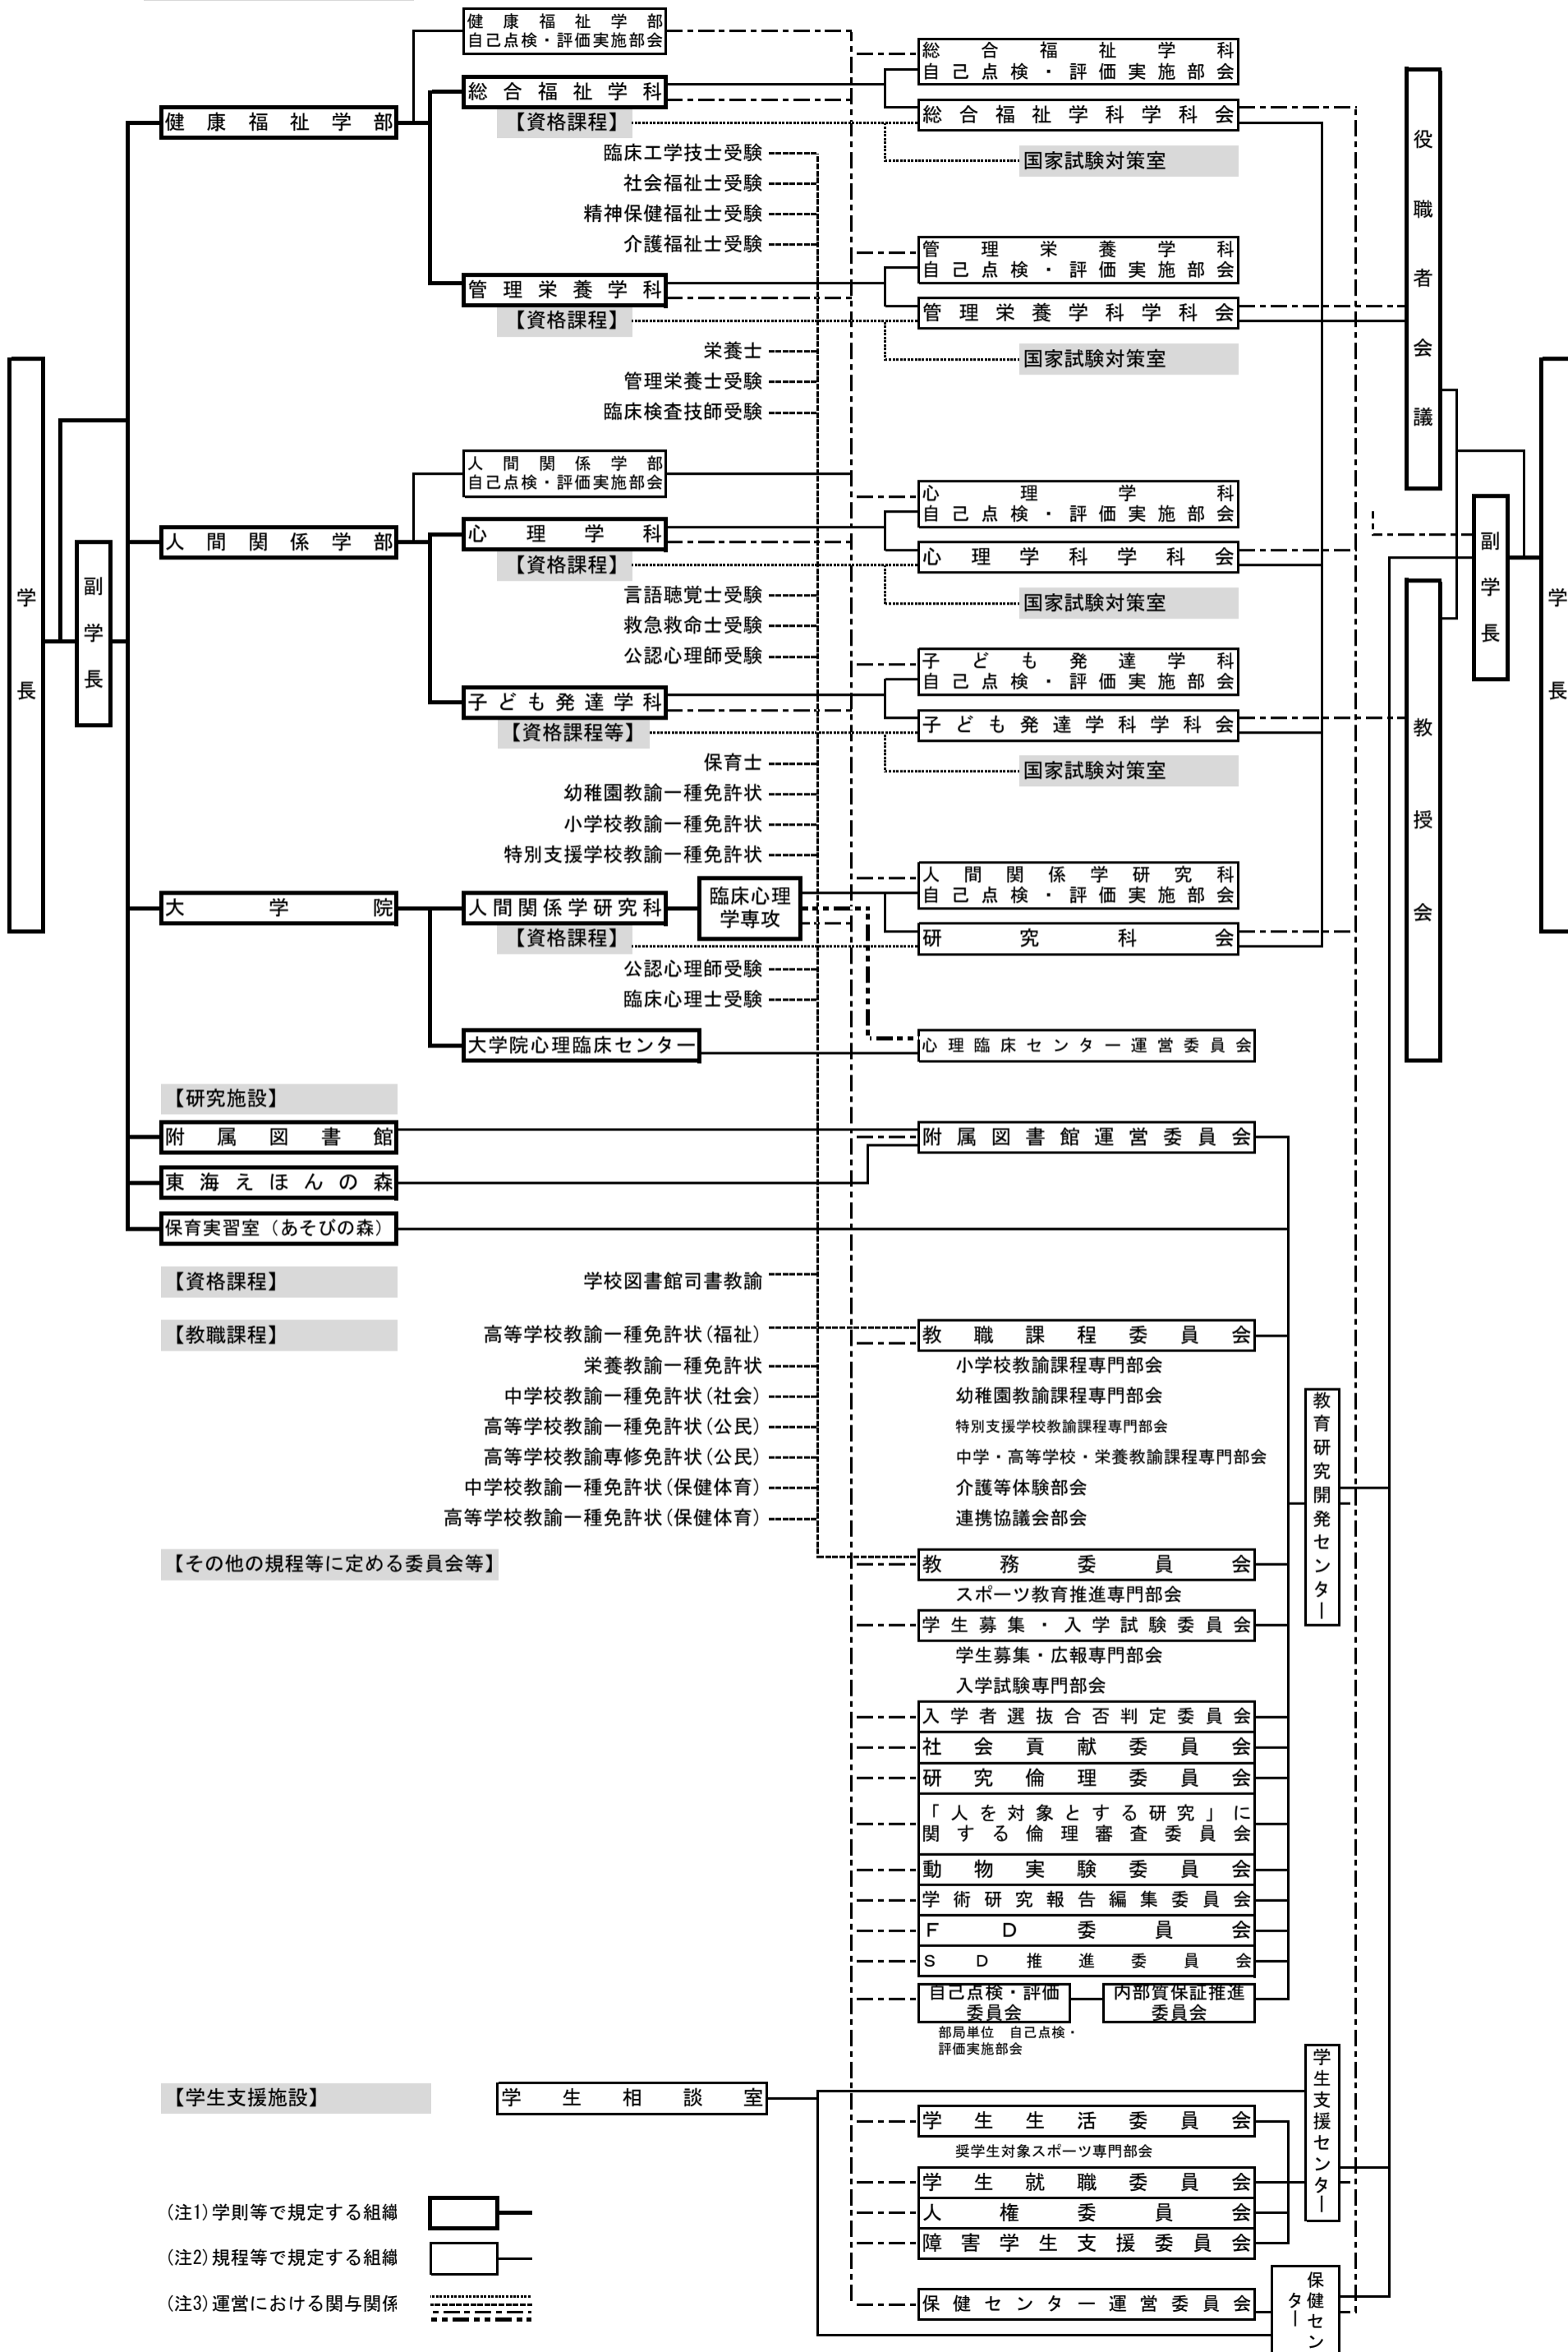 健康福祉学部
自己点検・評価実施部会
総合福祉学科
自己点検・評価実施部会
総合福祉学科
健康福祉学部
総合福祉学科学科会
【資格課程】
臨床工学技士受験
国家試験対策室
社会福祉士受験
精神保健福祉士受験
介護福祉士受験
管理栄養学科
自己点検・評価実施部会
管理栄養学科
管理栄養学科学科会
【資格課程】
栄養士
国家試験対策室
管理栄養士受験
臨床検査技師受験
役職者会議
人間関係学部
自己点検・評価実施部会
心理学科
自己点検・評価実施部会
心理学科
人間関係学部
心理学科学科会
【資格課程】
言語聴覚士受験
国家試験対策室
救急救命士受験
公認心理師受験
学長
副学長
副学長
学長
子ども発達学科
自己点検・評価実施部会
子ども発達学科
子ども発達学科学科会
【資格課程等】
保育士
国家試験対策室
幼稚園教諭一種免許状
小学校教諭一種免許状
特別支援学校教諭一種免許状
教授会
人間関係学研究科
自己点検・評価実施部会
大学院
人間関係学研究科
臨床心理
学専攻
研究科会
【資格課程】
公認心理師受験
臨床心理士受験
大学院心理臨床センター
心理臨床センター運営委員会
【研究施設】
附属図書館
附属図書館運営委員会
東海えほんの森
保育実習室（あそびの森）
【資格課程】
学校図書館司書教諭
【教職課程】
高等学校教諭一種免許状(福祉)
教職課程委員会
栄養教諭一種免許状
小学校教諭課程専門部会
中学校教諭一種免許状(社会)
幼稚園教諭課程専門部会
高等学校教諭一種免許状(公民)
特別支援学校教諭課程専門部会
高等学校教諭専修免許状(公民)
中学・高等学校・栄養教諭課程専門部会
中学校教諭一種免許状(保健体育)
介護等体験部会
高等学校教諭一種免許状(保健体育)
連携協議会部会
教育研究開発センター
【その他の規程等に定める委員会等】
教務委員会
スポーツ教育推進専門部会
学生募集・入学試験委員会
学生募集・広報専門部会
入学試験専門部会
入学者選抜合否判定委員会
社会貢献委員会
研究倫理委員会
「人を対象とする研究」に
関する倫理審査委員会
動物実験委員会
学術研究報告編集委員会
ＦＤ委員会
ＳＤ推進委員会
自己点検・評価
委員会
内部質保証推進
委員会
部局単位　自己点検・
評価実施部会
【学生支援施設】
学生相談室
学生支援センター
学生生活委員会
奨学生対象スポーツ専門部会
学生就職委員会
人権委員会
障害学生支援委員会
保健センター運営委員会
保健センター
(注1)学則等で規定する組織
(注2)規程等で規定する組織
(注3)運営における関与関係